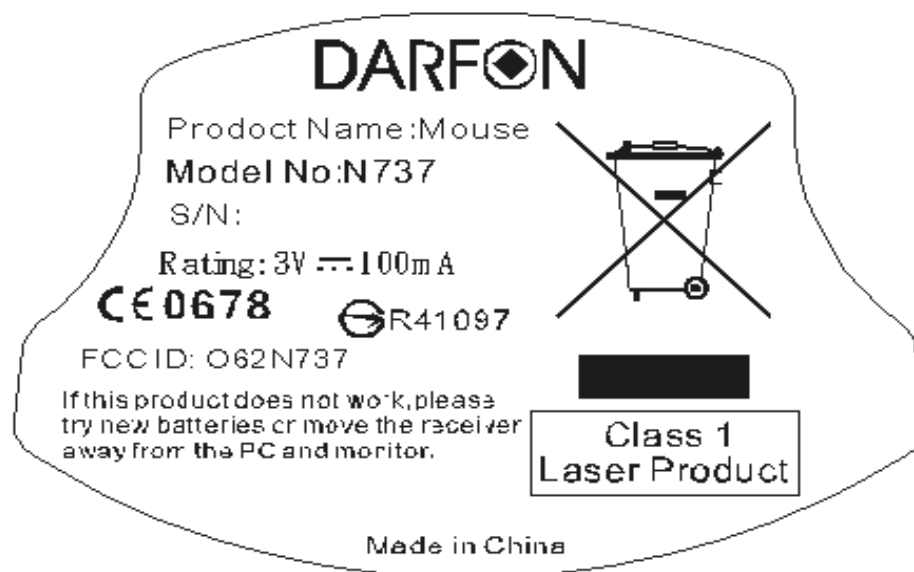 DARFON
Prodoct Name:Mouse
Model No:N737
S/N:
Rating: 3V 100mA
CE0678
R41097
FCCID: O62N737
If this product does not work, please
try new batteries or move the receiver
away from the PC and monitor.
Class 1
Laser Product
Made in China